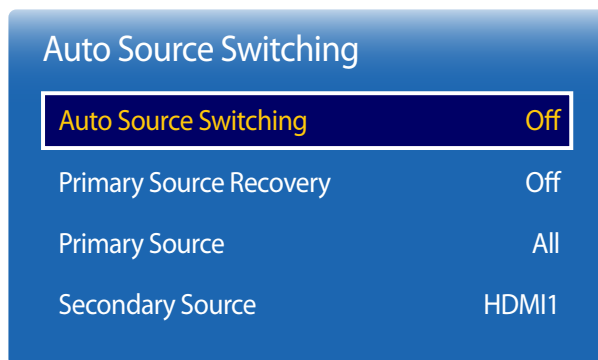 Auto Source Switching
Auto Source Switching Off
Primary Source Recovery Off
Primary Source All
Secondary Source HDMI1